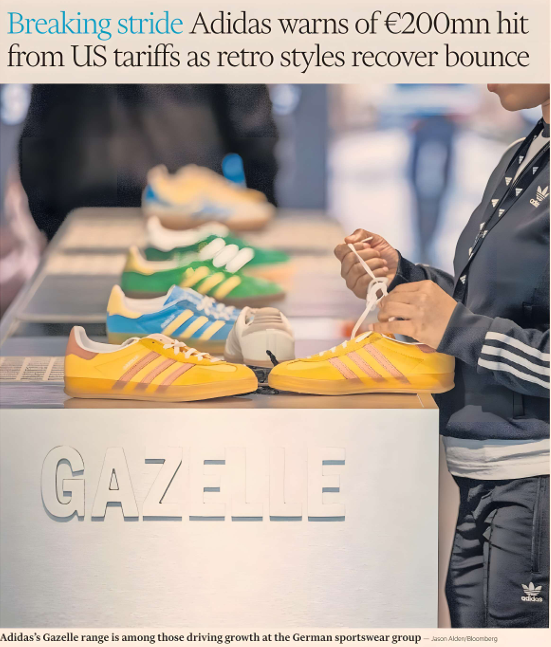 Breaking stride Adidas warns of €200mn hit
from US tariffs as retro styles recover bounce
GAZELLE
adidas
Adidas's Gazelle range is among those driving growth at the German sportswear group — Jason Alden/Bloomberg